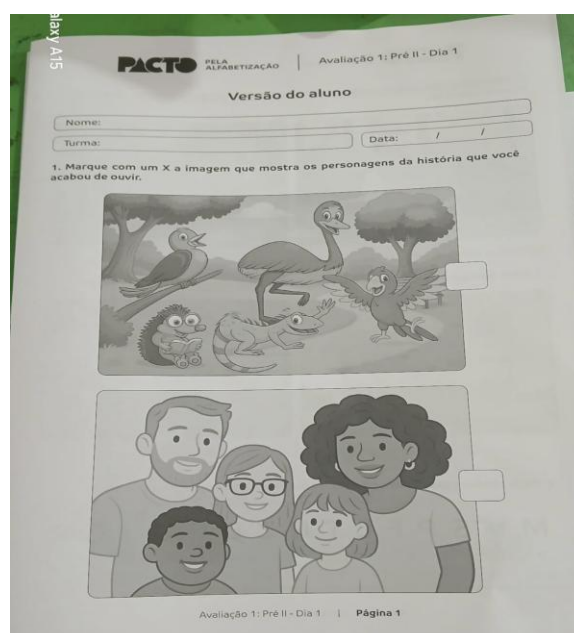 alaxy A15
PACTO PELA ALFABETIZAÇÃO | Avaliação 1: Pré II - Dia 1
Versão do aluno
Nome:
Turma:
Data: / /
1. Marque com um X a imagem que mostra os personagens da história que você
acabou de ouvir.
Avaliação 1: Pré II - Dia 1 | Página 1